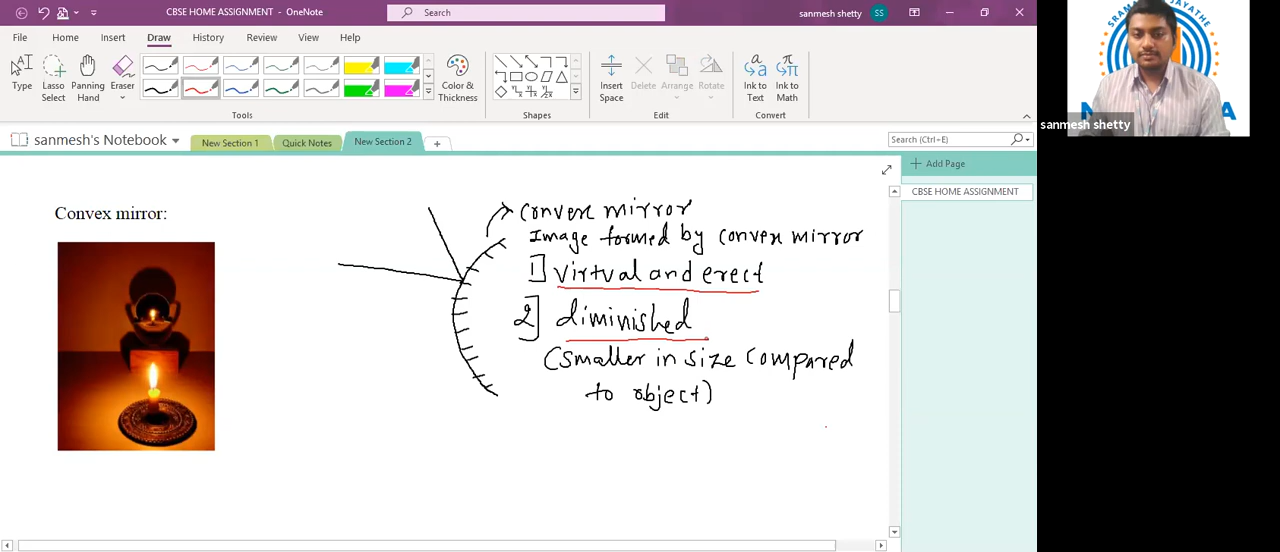 CBSE HOME ASSIGNMENT - OneNote
Search
sanmesh shetty
SS
File Home Insert Draw History Review View Help
Type
Lasso Select
Panning Hand
Eraser
Color & Thickness
Insert Space
Delete
Arrange
Rotate
Ink to Text
Ink to Math
Tools
Shapes
Edit
Convert
sanmesh's Notebook
New Section 1
Quick Notes
New Section 2
Search (Ctrl+E)
Add Page
CBSE HOME ASSIGNMENT
sanmesh shetty
Convex mirror:
Convex mirror
Image formed by convex mirror
1] virtual and erect
2] diminished
(smaller in size compared
to object)